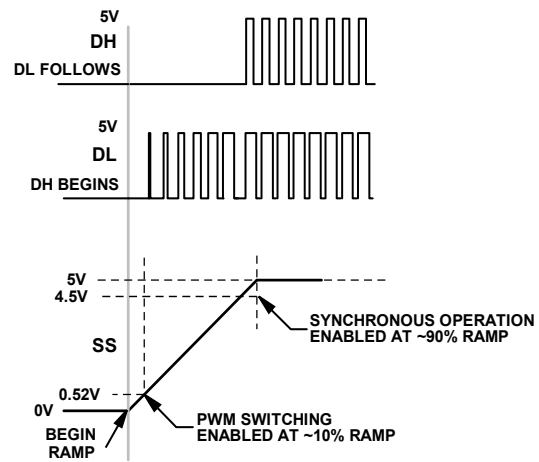 5V
DH
DL FOLLOWS
5V
DL
DH BEGINS
5V
4.5V
SYNCHRONOUS OPERATION
ENABLED AT ~90% RAMP
SS
0.52V
0V
PWM SWITCHING
ENABLED AT ~10% RAMP
BEGIN
RAMP